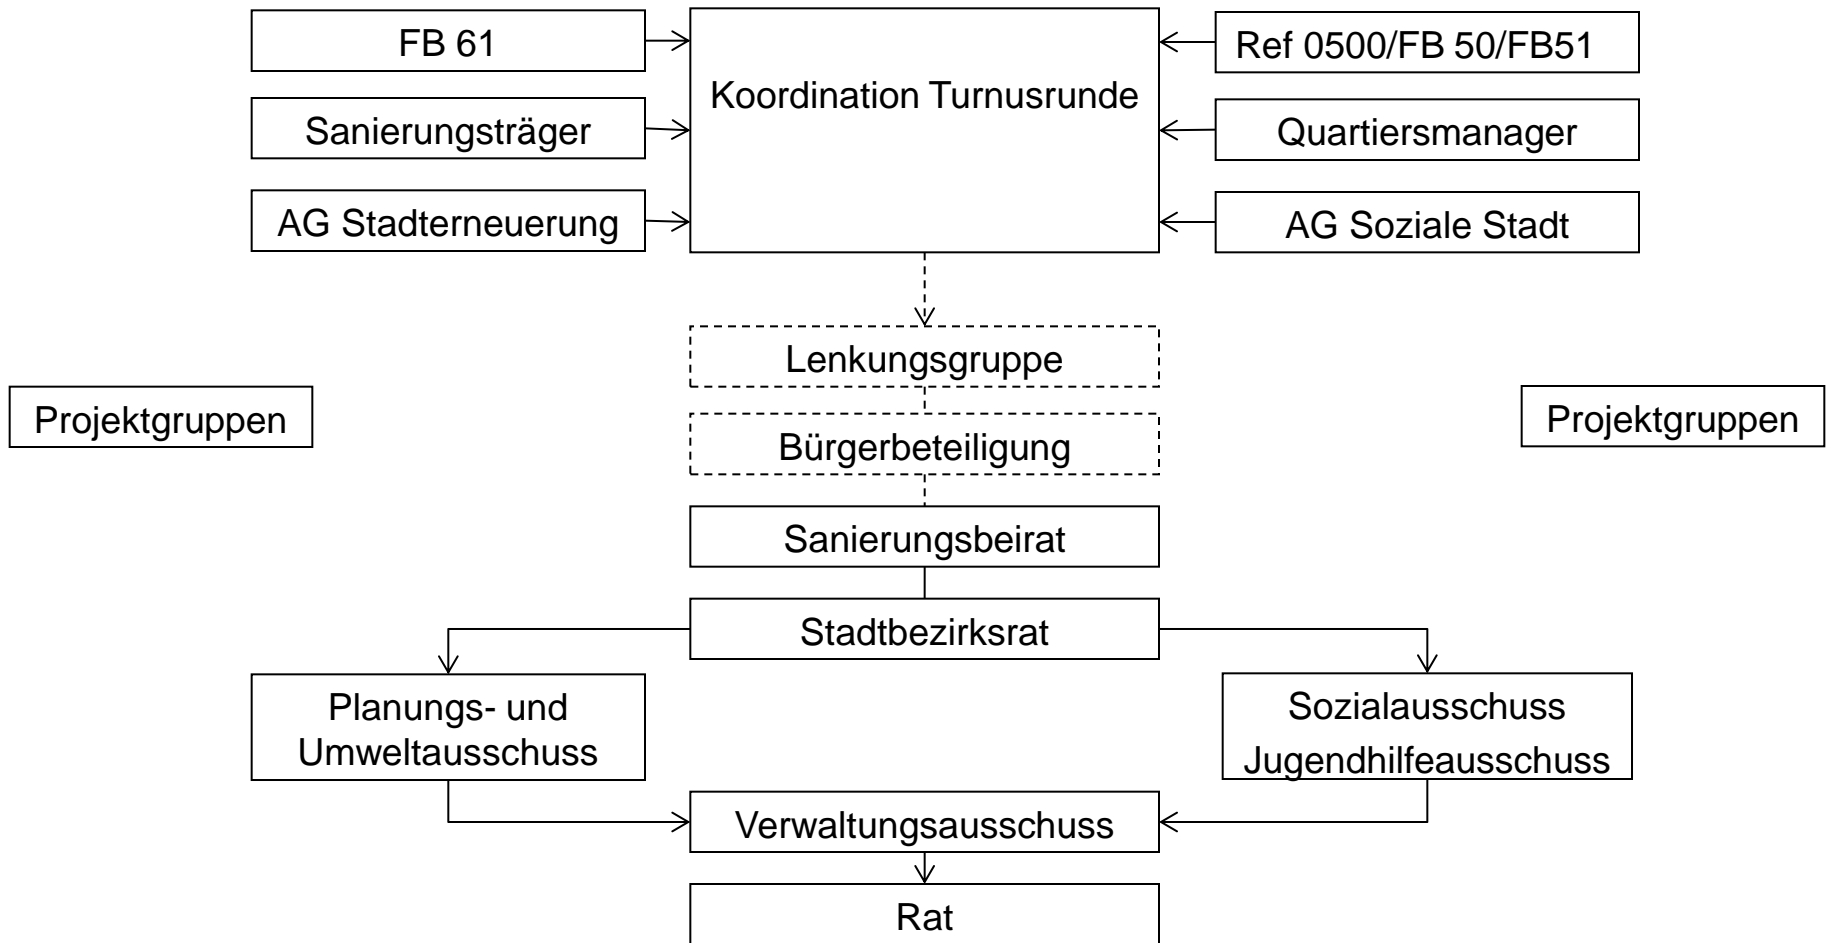 FB 61
Koordination Turnusrunde
Ref 0500/FB 50/FB51
Sanierungsträger
Quartiersmanager
AG Stadterneuerung
AG Soziale Stadt
Lenkungsgruppe
Projektgruppen
Projektgruppen
Bürgerbeteiligung
Sanierungsbeirat
Stadtbezirksrat
Planungs- und
Umweltausschuss
Sozialausschuss
Jugendhilfeausschuss
Verwaltungsausschuss
Rat